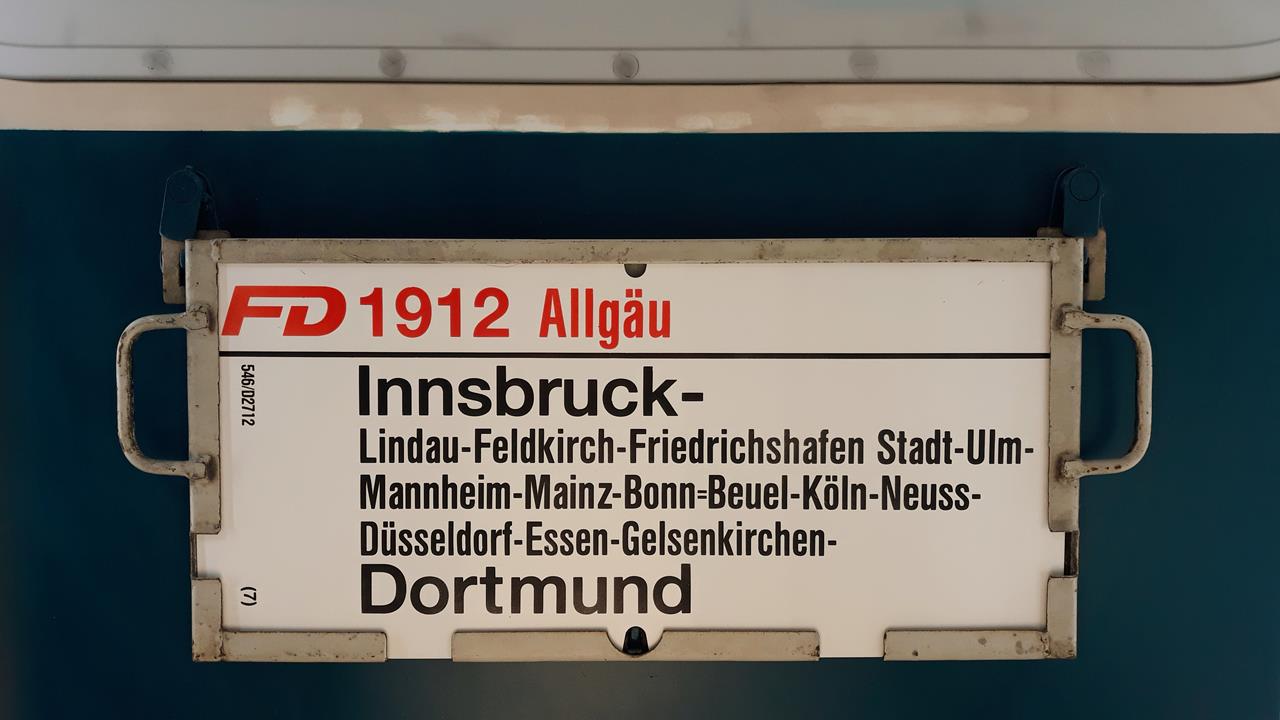 FD 1912 Allgäu
546/02712
Innsbruck-
Lindau-Feldkirch-Friedrichshafen Stadt-Ulm-
Mannheim-Mainz-Bonn=Beuel-Köln-Neuss-
Düsseldorf-Essen-Gelsenkirchen-
Dortmund
(7)